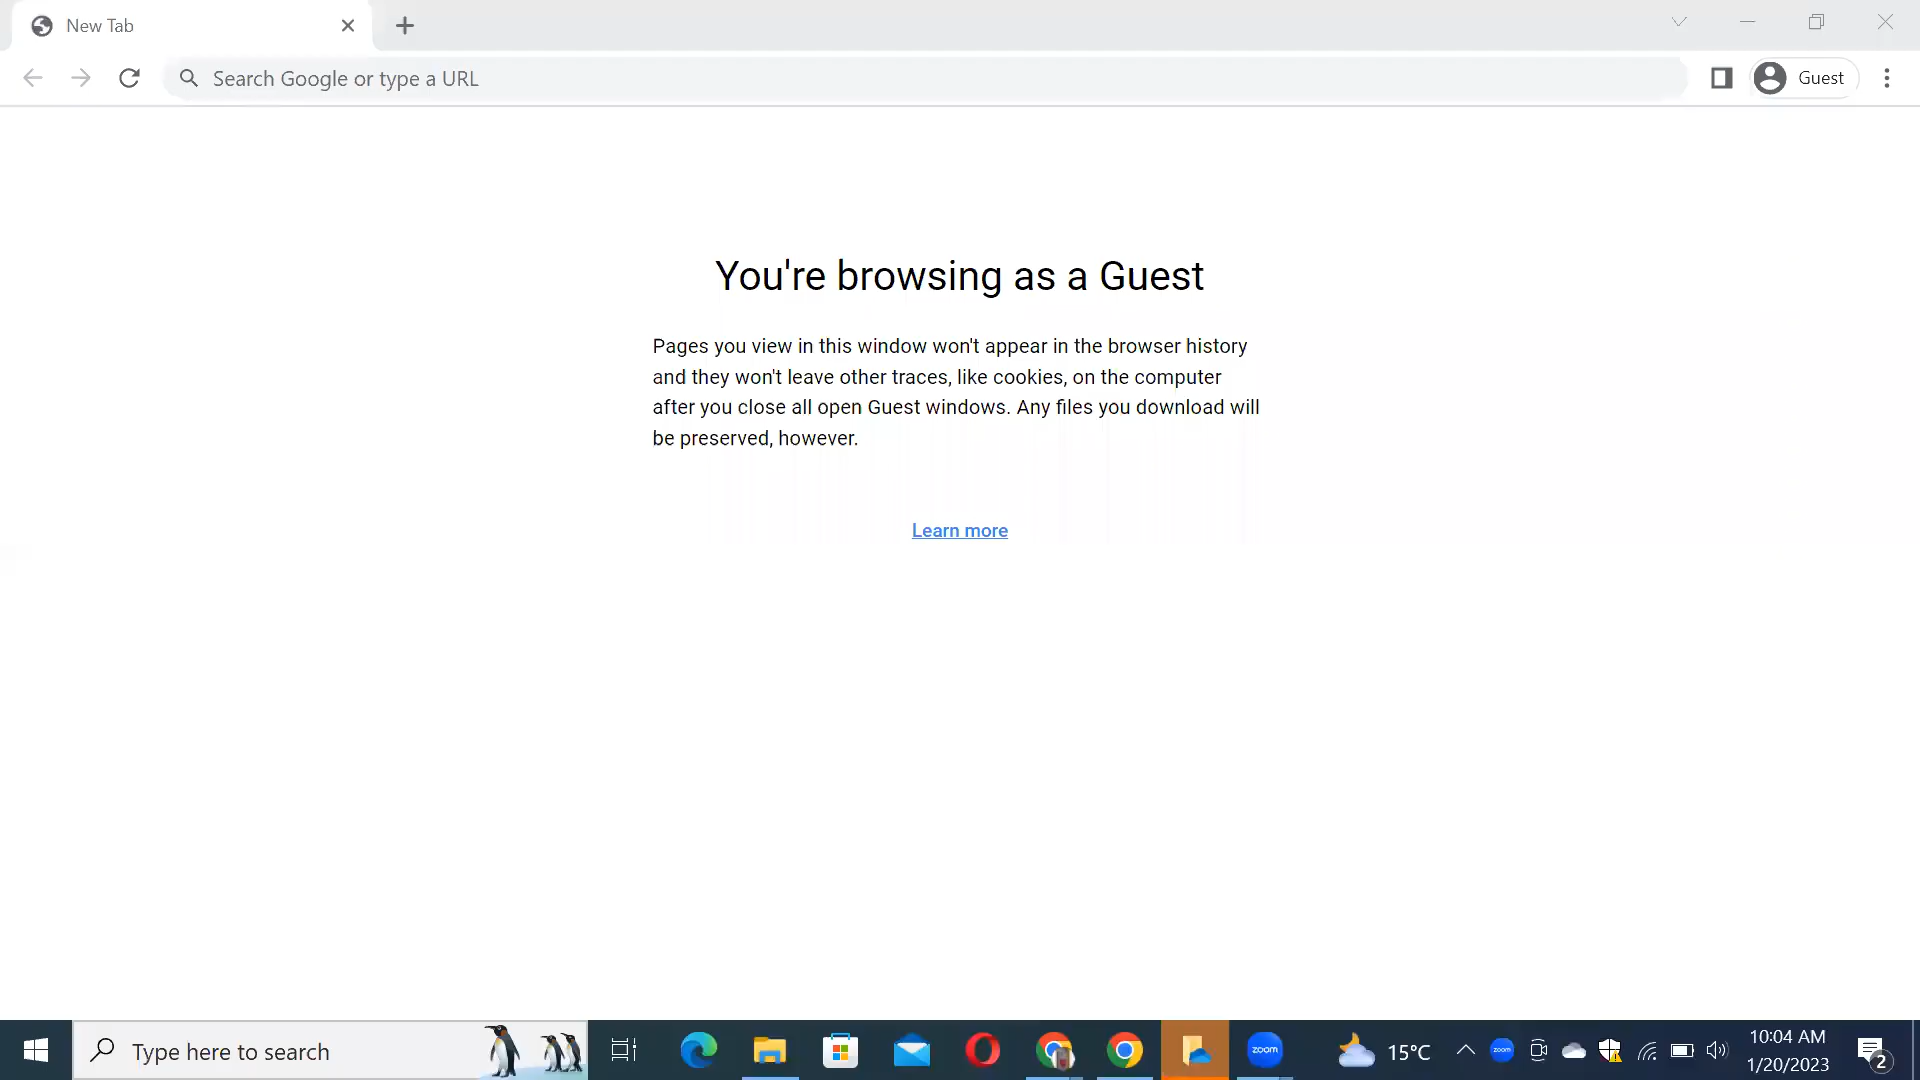 New Tab
Search Google or type a URL
Guest
You're browsing as a Guest
Pages you view in this window won't appear in the browser history
and they won't leave other traces, like cookies, on the computer
after you close all open Guest windows. Any files you download will
be preserved, however.
Learn more
Type here to search
zoom
15°C
zoom
10:04 AM
1/20/2023
2